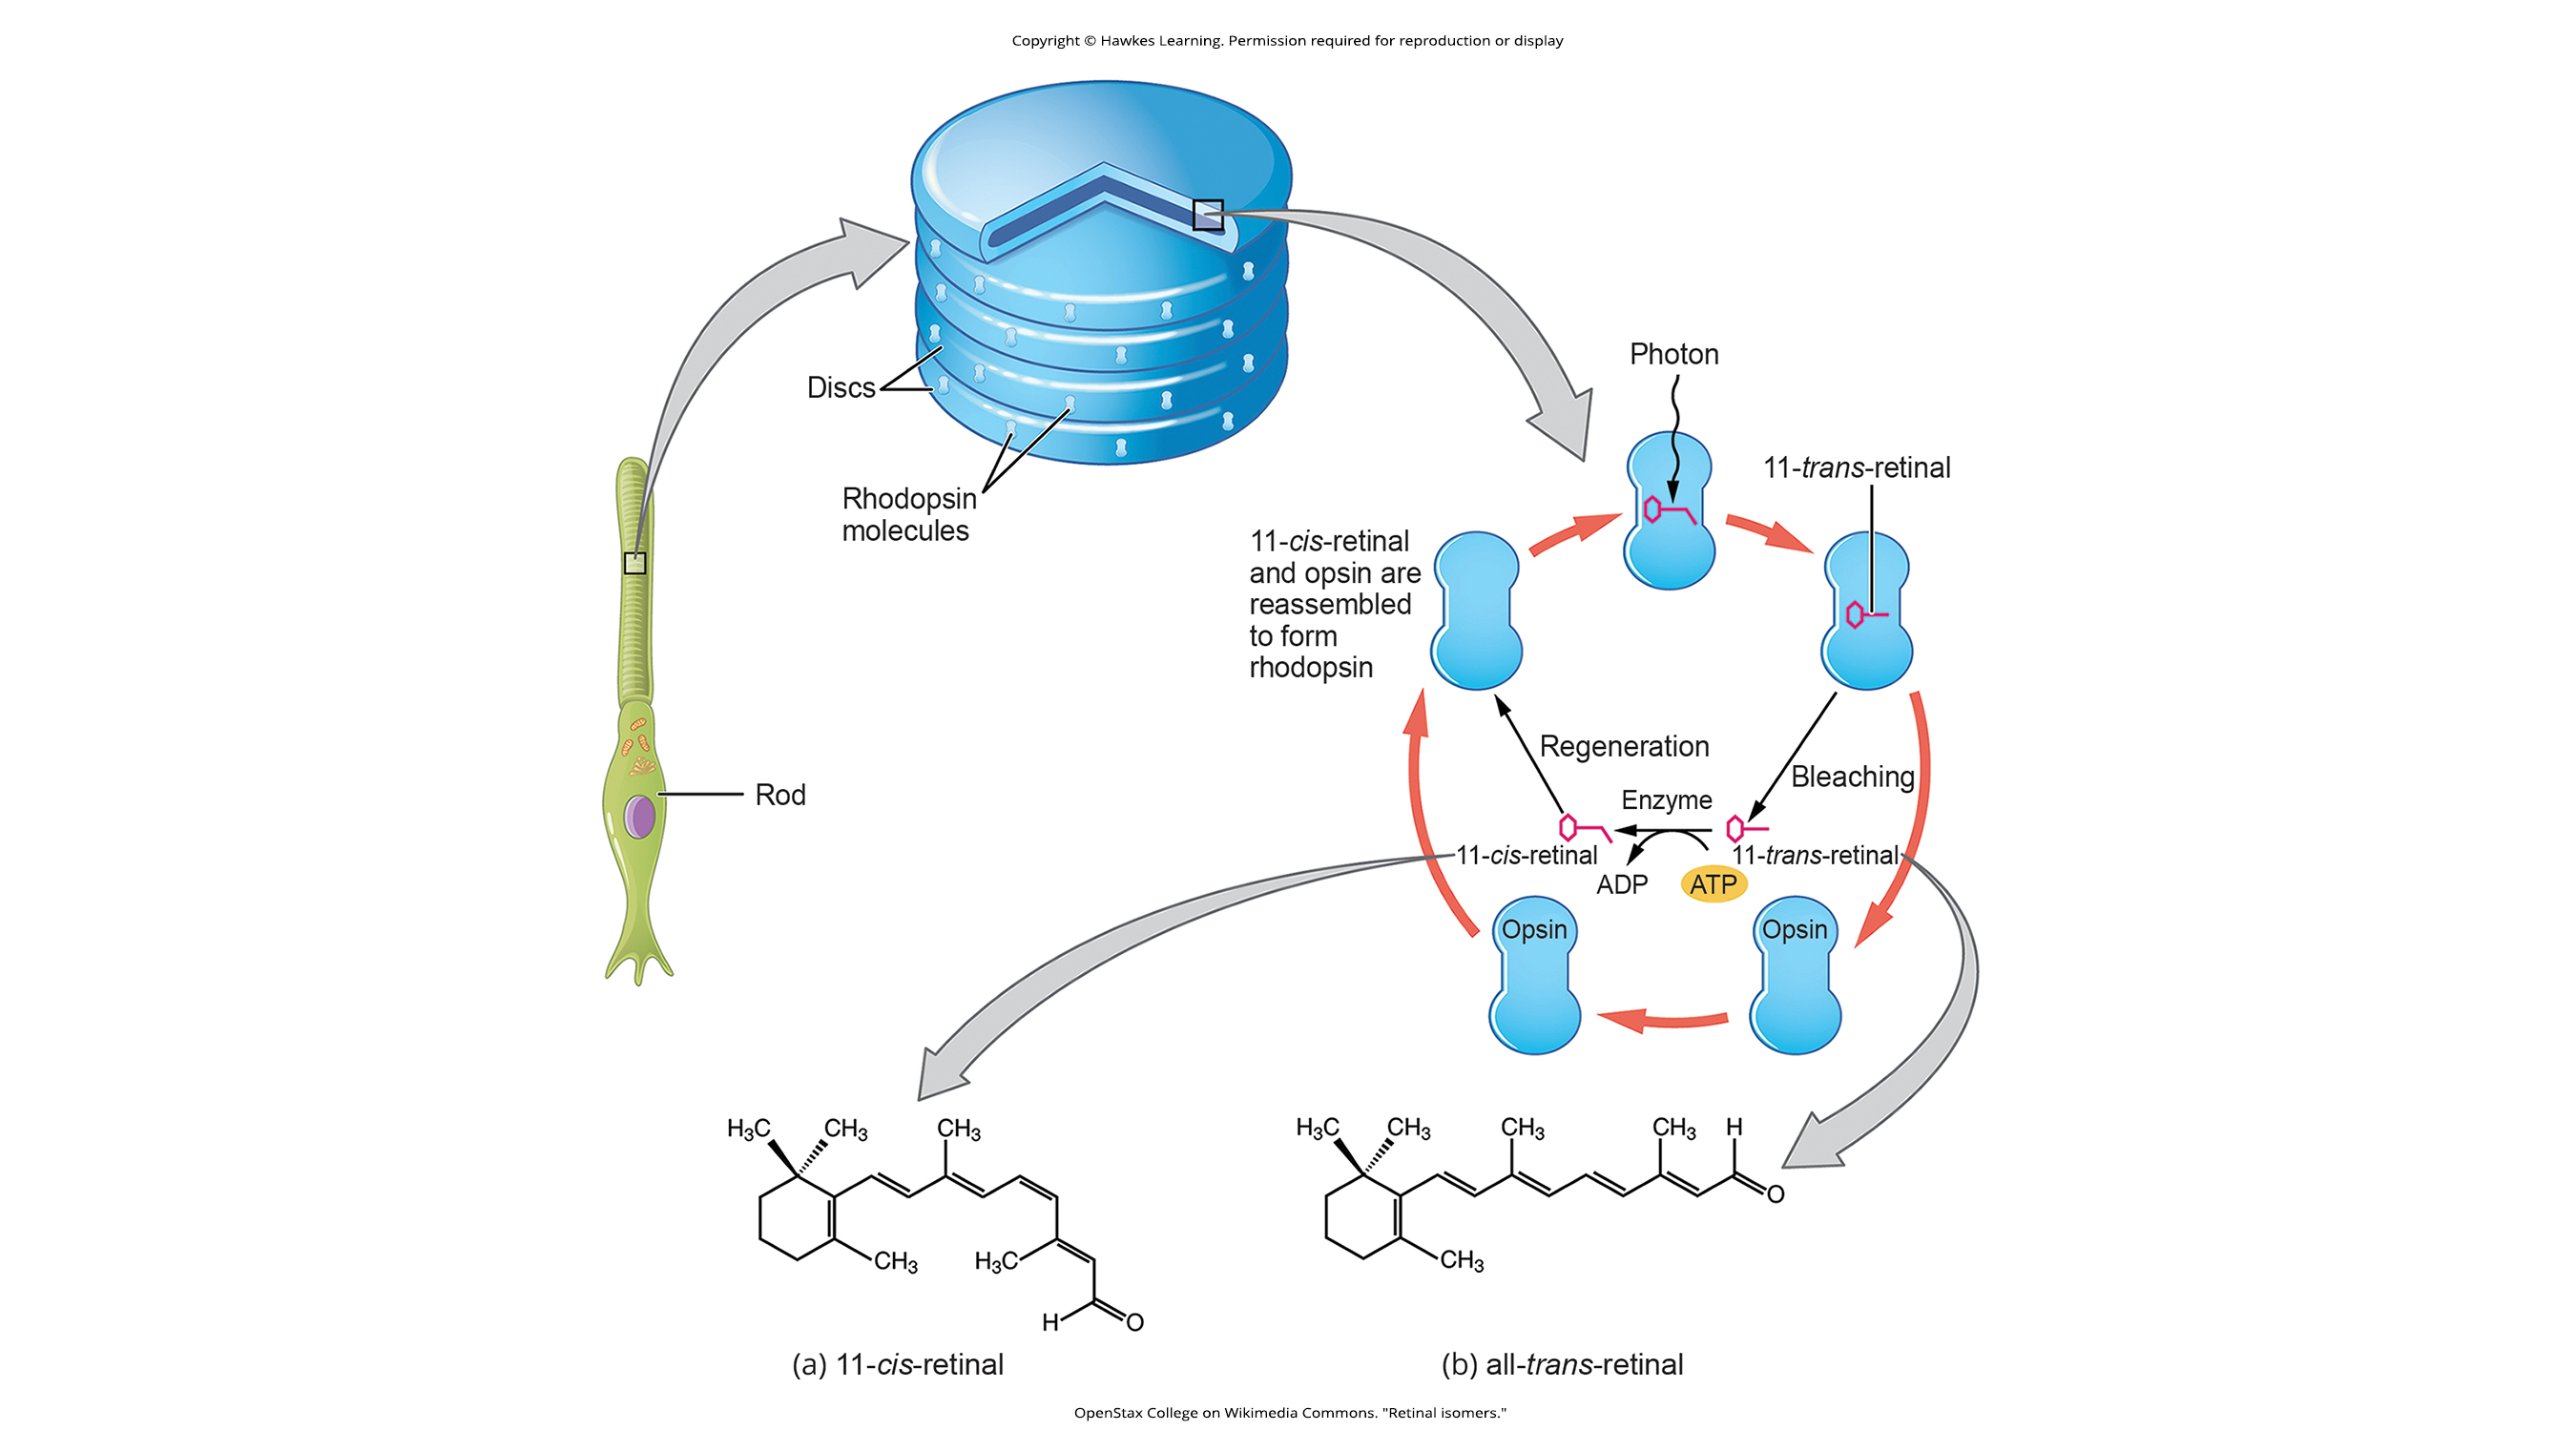 Copyright © Hawkes Learning. Permission required for reproduction or display
Photon
11-trans-retinal
Discs
Rhodopsin
molecules
11-cis-retinal
and opsin are
reassembled
to form
rhodopsin
Regeneration
Bleaching
Enzyme
Rod
11-cis-retinal
11-trans-retinal
ADP
ATP
Opsin
Opsin
H₃C
CH₃
CH₃
CH₃
H₃C
H
O
H₃C
CH₃
CH₃
CH₃
H
O
CH₃
(a) 11-cis-retinal
(b) all-trans-retinal
OpenStax College on Wikimedia Commons. "Retinal isomers."